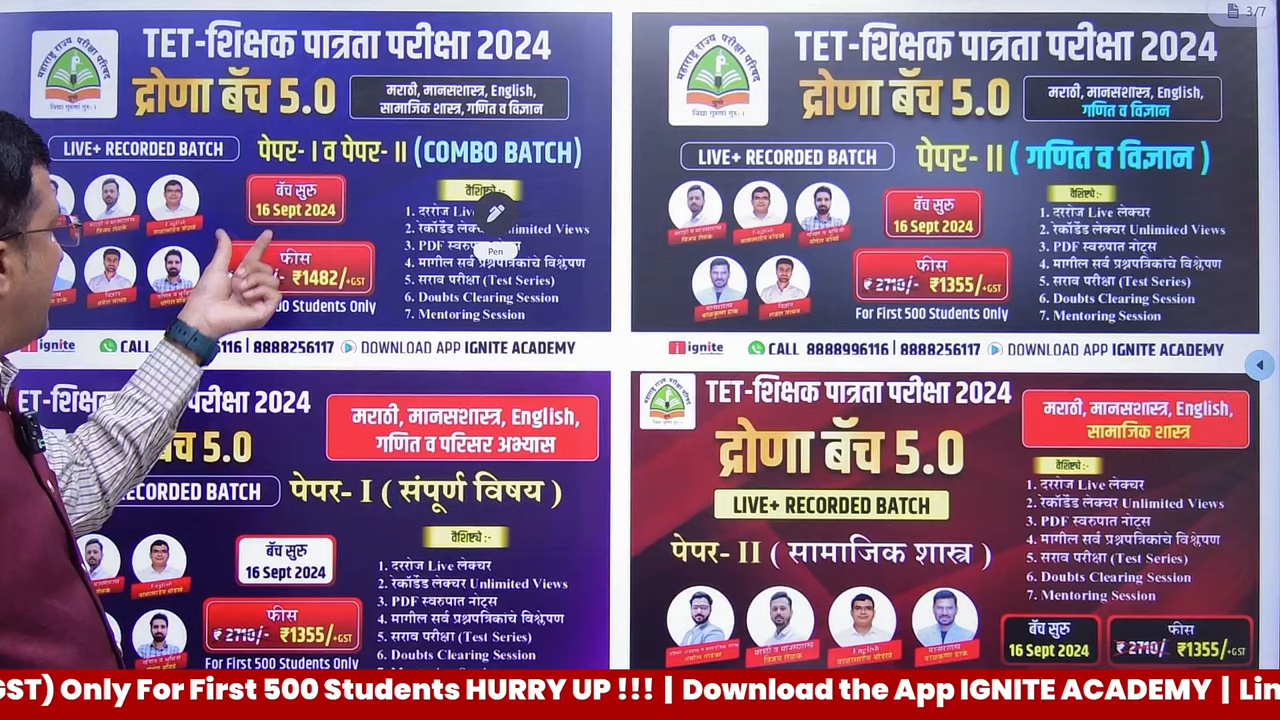 3/7
TET-शिक्षक पात्रता परीक्षा 2024
द्रोणा बॅच 5.0
मराठी, मानसशास्त्र, English,
सामाजिक शास्त्र, गणित व विज्ञान
LIVE+ RECORDED BATCH
पेपर- I व पेपर- II (COMBO BATCH)
बॅच सुरु
16 Sept 2024
फीस
₹1482/+GST
Students Only
वैशिष्ट्ये :-
1. दररोज Live
2. रेकॉर्डेड Unlimited Views
Pen
3. PDF स्वरुपात नोट्स
4. मागील सर्व प्रश्नपत्रिकांचे विश्लेषण
5. सराव परीक्षा (Test Series)
6. Doubts Clearing Session
7. Mentoring Session
English
ignite
CALL 6116 | 8888256117
DOWNLOAD APP IGNITE ACADEMY
महाराष्ट्र राज्य परीक्षा परिषद
पुणे
TET-शिक्षक पात्रता परीक्षा 2024
द्रोणा बॅच 5.0
मराठी, मानसशास्त्र, English,
गणित व विज्ञान
LIVE+ RECORDED BATCH
पेपर- II ( गणित व विज्ञान )
बॅच सुरु
16 Sept 2024
फीस
₹ 2710/- ₹1355/+GST
For First 500 Students Only
वैशिष्ट्ये :-
1. दररोज Live लेक्चर
2. रेकॉर्डेड लेक्चर Unlimited Views
3. PDF स्वरुपात नोट्स
4. मागील सर्व प्रश्नपत्रिकांचे विश्लेषण
5. सराव परीक्षा (Test Series)
6. Doubts Clearing Session
7. Mentoring Session
English
ignite
CALL 8888996116 | 8888256117
DOWNLOAD APP IGNITE ACADEMY
परीक्षा 2024
बॅच 5.0
मराठी, मानसशास्त्र, English,
गणित व परिसर अभ्यास
RECORDED BATCH
पेपर- I ( संपूर्ण विषय )
बॅच सुरु
16 Sept 2024
फीस
₹ 2710/- ₹1355/+GST
For First 500 Students Only
वैशिष्ट्ये :-
1. दररोज Live लेक्चर
2. रेकॉर्डेड लेक्चर Unlimited Views
3. PDF स्वरुपात नोट्स
4. मागील सर्व प्रश्नपत्रिकांचे विश्लेषण
5. सराव परीक्षा (Test Series)
6. Doubts Clearing Session
English
TET-शिक्षक पात्रता परीक्षा 2024
द्रोणा बॅच 5.0
LIVE+ RECORDED BATCH
पेपर- II ( सामाजिक शास्त्र )
मराठी, मानसशास्त्र, English,
सामाजिक शास्त्र
वैशिष्ट्ये :-
1. दररोज Live लेक्चर
2. रेकॉर्डेड लेक्चर Unlimited Views
3. PDF स्वरुपात नोट्स
4. मागील सर्व प्रश्नपत्रिकांचे विश्लेषण
5. सराव परीक्षा (Test Series)
6. Doubts Clearing Session
7. Mentoring Session
English
बॅच सुरु
16 Sept 2024
फीस
₹ 2710/- ₹1355/+GST
GST) Only For First 500 Students HURRY UP !!! | Download the App IGNITE ACADEMY |